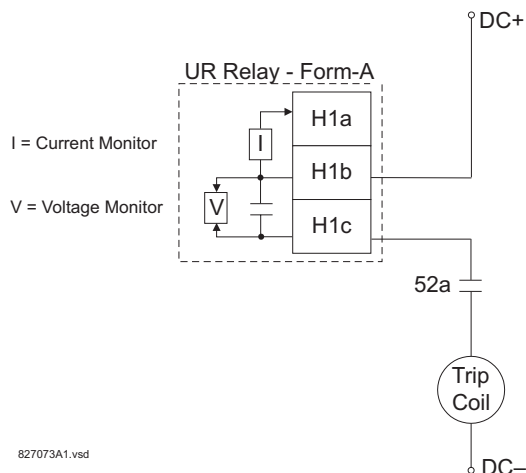 DC+
UR Relay - Form-A
H1a
I = Current Monitor
I
H1b
V = Voltage Monitor
V
H1c
52a
Trip
Coil
827073A1.vsd
DC–